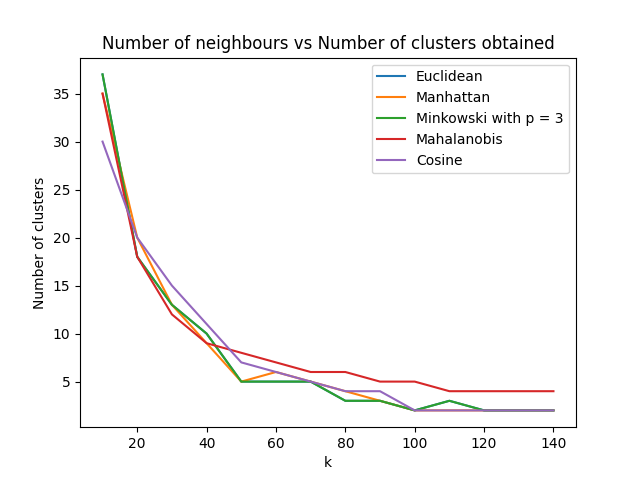 Number of neighbours vs Number of clusters obtained
Euclidean
Manhattan
Minkowski with p = 3
Mahalanobis
Cosine
Number of clusters
35
30
25
20
15
10
5
20 40 60 80 100 120 140
k